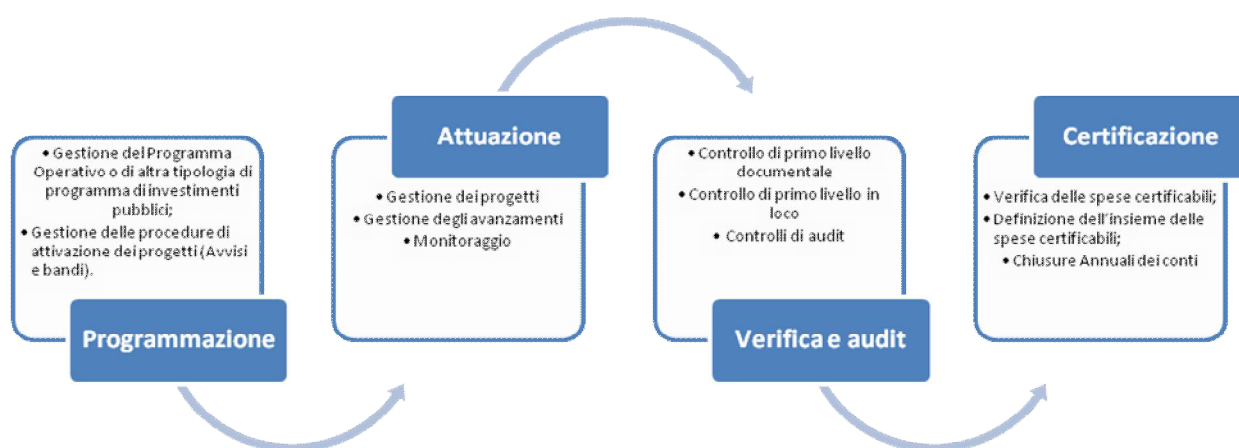 • Gestione del Programma
Operativo o di altra tipologia di
programma di investimenti
pubblici;
• Gestione delle procedure di
attivazione dei progetti (Avvisi
e bandi).
Programmazione
Attuazione
• Gestione dei progetti
• Gestione degli avanzamenti
• Monitoraggio
• Controllo di primo livello
documentale
• Controllo di primo livello in
loco
• Controlli di audit
Verifica e audit
Certificazione
• Verifica delle spese certificabili;
• Definizione dell'insieme delle
spese certificabili;
• Chiusure Annuali dei conti